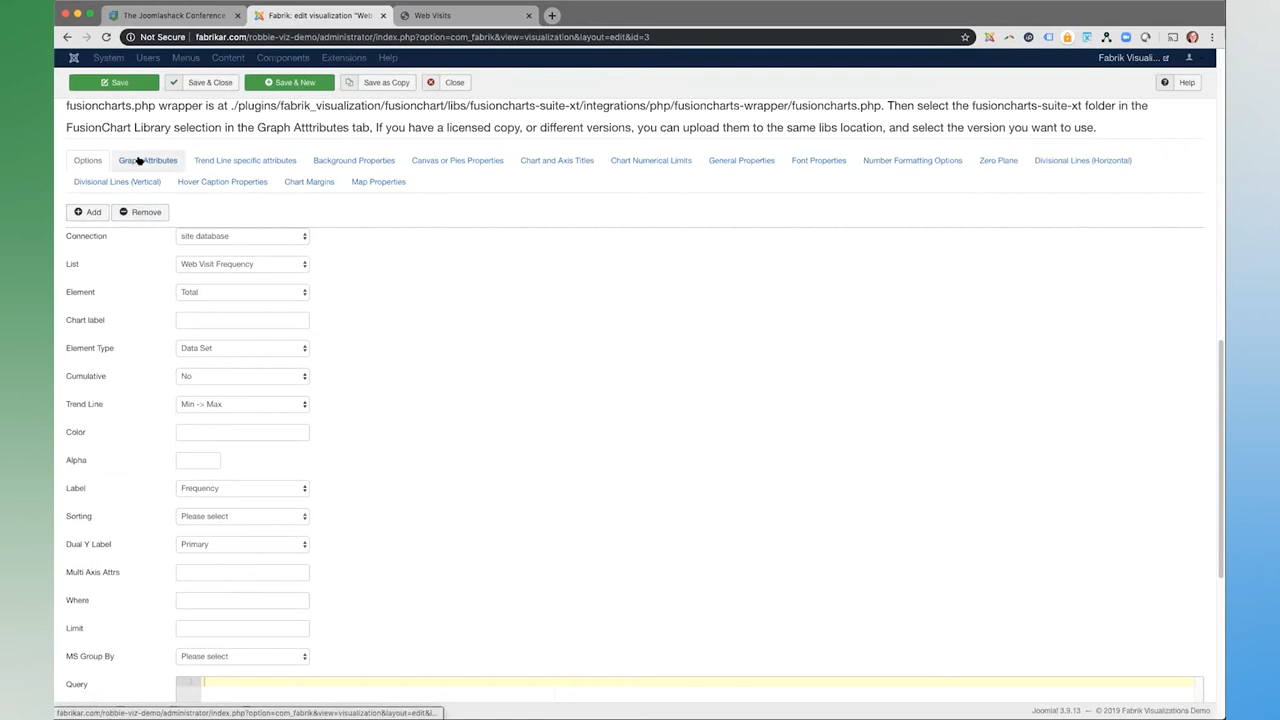 The Joomlashack Conference
Fabrik: edit visualization "Web
Web Visits
Not Secure | fabrikar.com/robbie-viz-demo/administrator/index.php?option=com_fabrik&view=visualization&layout=edit&id=3
System Users Menus Content Components Extensions Help Fabrik Visuali...
Save Save & Close Save & New Save as Copy Close Help
fusioncharts.php wrapper is at ./plugins/fabrik_visualization/fusionchart/libs/fusioncharts-suite-xt/integrations/php/fusioncharts-wrapper/fusioncharts.php. Then select the fusioncharts-suite-xt folder in the
FusionChart Library selection in the Graph Atttributes tab, If you have a licensed copy, or different versions, you can upload them to the same libs location, and select the version you want to use.
Options Graph Attributes Trend Line specific attributes Background Properties Canvas or Pies Properties Chart and Axis Titles Chart Numerical Limits General Properties Font Properties Number Formatting Options Zero Plane Divisional Lines (Horizontal)
Divisional Lines (Vertical) Hover Caption Properties Chart Margins Map Properties
Add Remove
Connection site database
List Web Visit Frequency
Element Total
Chart label
Element Type Data Set
Cumulative No
Trend Line Min -> Max
Color
Alpha
Label Frequency
Sorting Please select
Dual Y Label Primary
Multi Axis Attrs
Where
Limit
MS Group By Please select
Query 1
fabrikar.com/robbie-viz-demo/administrator/index.php?option=com_fabrik&view=visualization&layout=edit&i...
Joomla! 3.9.13 — © 2019 Fabrik Visualizations Demo